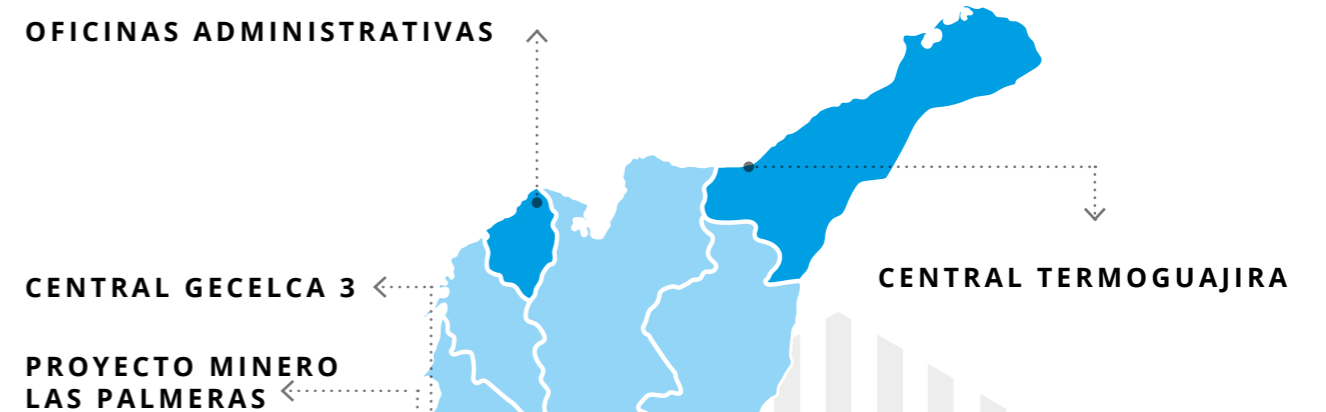 OFICINAS ADMINISTRATIVAS
CENTRAL GECELCA 3
CENTRAL TERMOGUAJIRA
PROYECTO MINERO
LAS PALMERAS